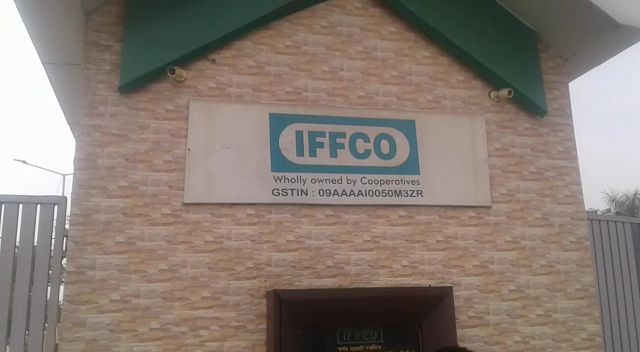 IFFCO
Wholly owned by Cooperatives
GSTIN : 09AAAAI0050M3ZR
IFFCO